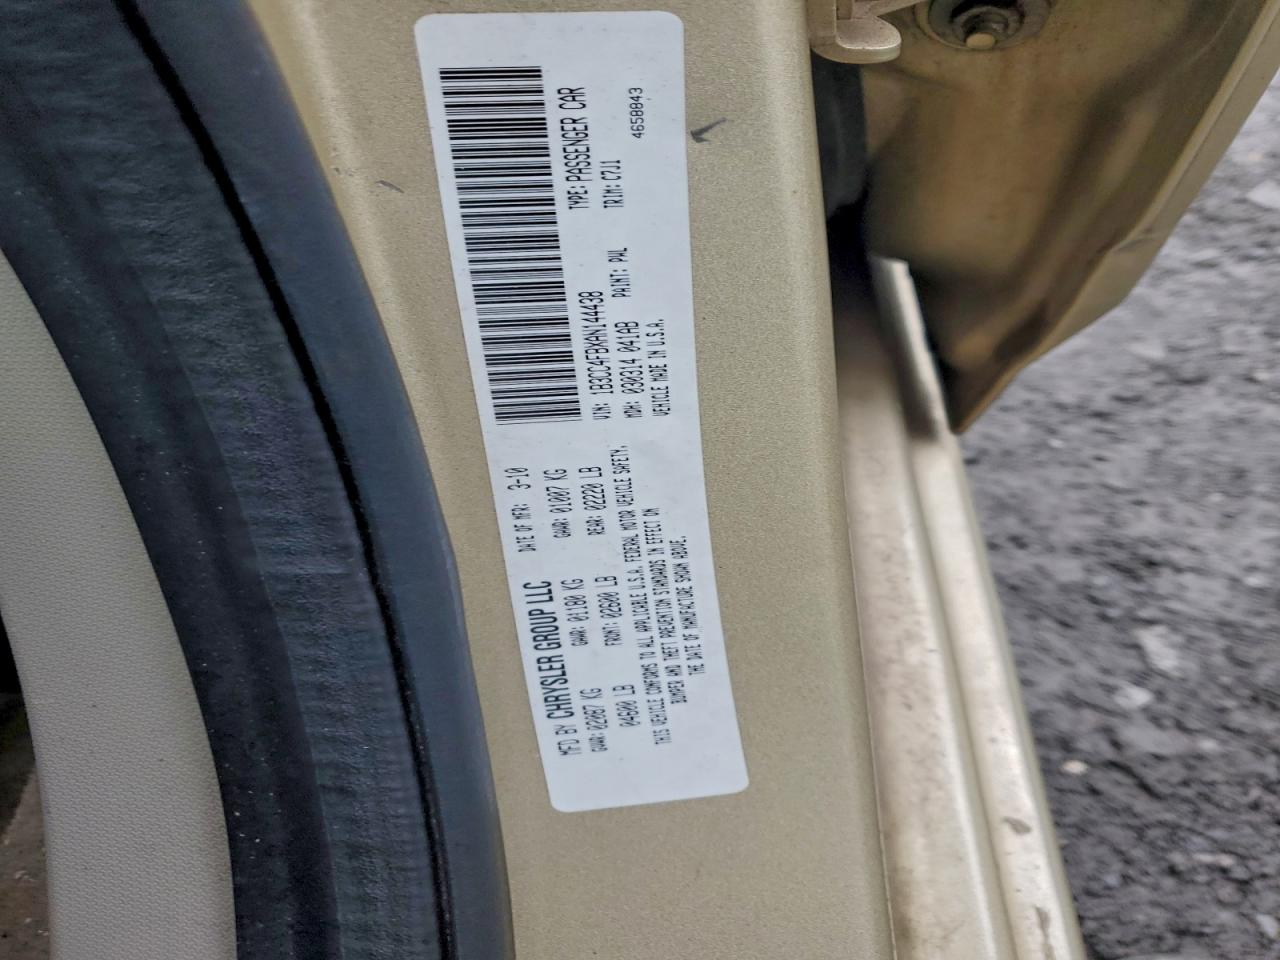 MFD BY CHRYSLER GROUP LLC
DATE OF MFR: 3-10
GVWR: 02087 KG
GAWR: 01180 KG
GAWR: 01007 KG
04600 LB
FRONT: 02600 LB
REAR: 02220 LB
THIS VEHICLE CONFORMS TO ALL APPLICABLE U.S.A. FEDERAL MOTOR VEHICLE SAFETY,
BUMPER AND THEFT PREVENTION STANDARDS IN EFFECT ON
THE DATE OF MANUFACTURE SHOWN ABOVE.
VIN: 1B3CC4FBXAN144438
TYPE: PASSENGER CAR
MDH: 030314 041AB
PAINT: PWL
TRIM: C7J1
VEHICLE MADE IN U.S.A.
4658843